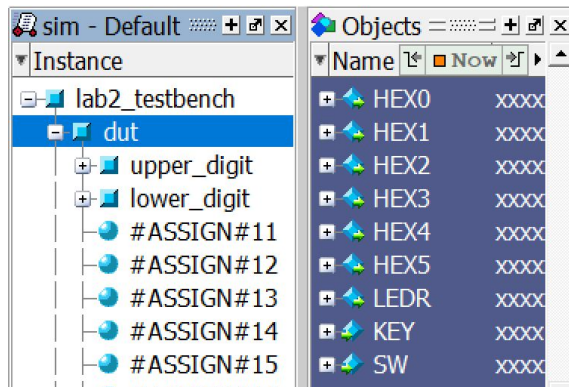 sim - Default
Instance
lab2_testbench
dut
upper_digit
lower_digit
#ASSIGN#11
#ASSIGN#12
#ASSIGN#13
#ASSIGN#14
#ASSIGN#15
Objects
Name Now
HEX0 xxxx
HEX1 xxxx
HEX2 xxxx
HEX3 xxxx
HEX4 xxxx
HEX5 xxxx
LEDR xxxx
KEY xxxx
SW xxxx